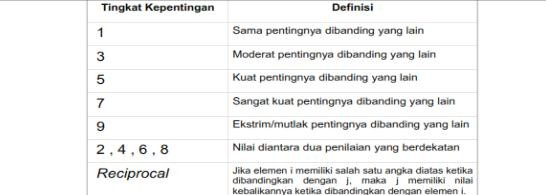 Tingkat Kepentingan Definisi
1 Sama pentingnya dibanding yang lain
3 Moderat pentingnya dibanding yang lain
5 Kuat pentingnya dibanding yang lain
7 Sangat kuat pentingnya dibanding yang lain
9 Ekstrim/mutlak pentingnya dibanding yang lain
2 , 4 , 6 , 8 Nilai diantara dua penilaian yang berdekatan
Reciprocal Jika elemen i memiliki salah satu angka diatas ketika
dibandingkan dengan j, maka j memiliki nilai
kebalikannya ketika dibandingkan dengan elemen i.